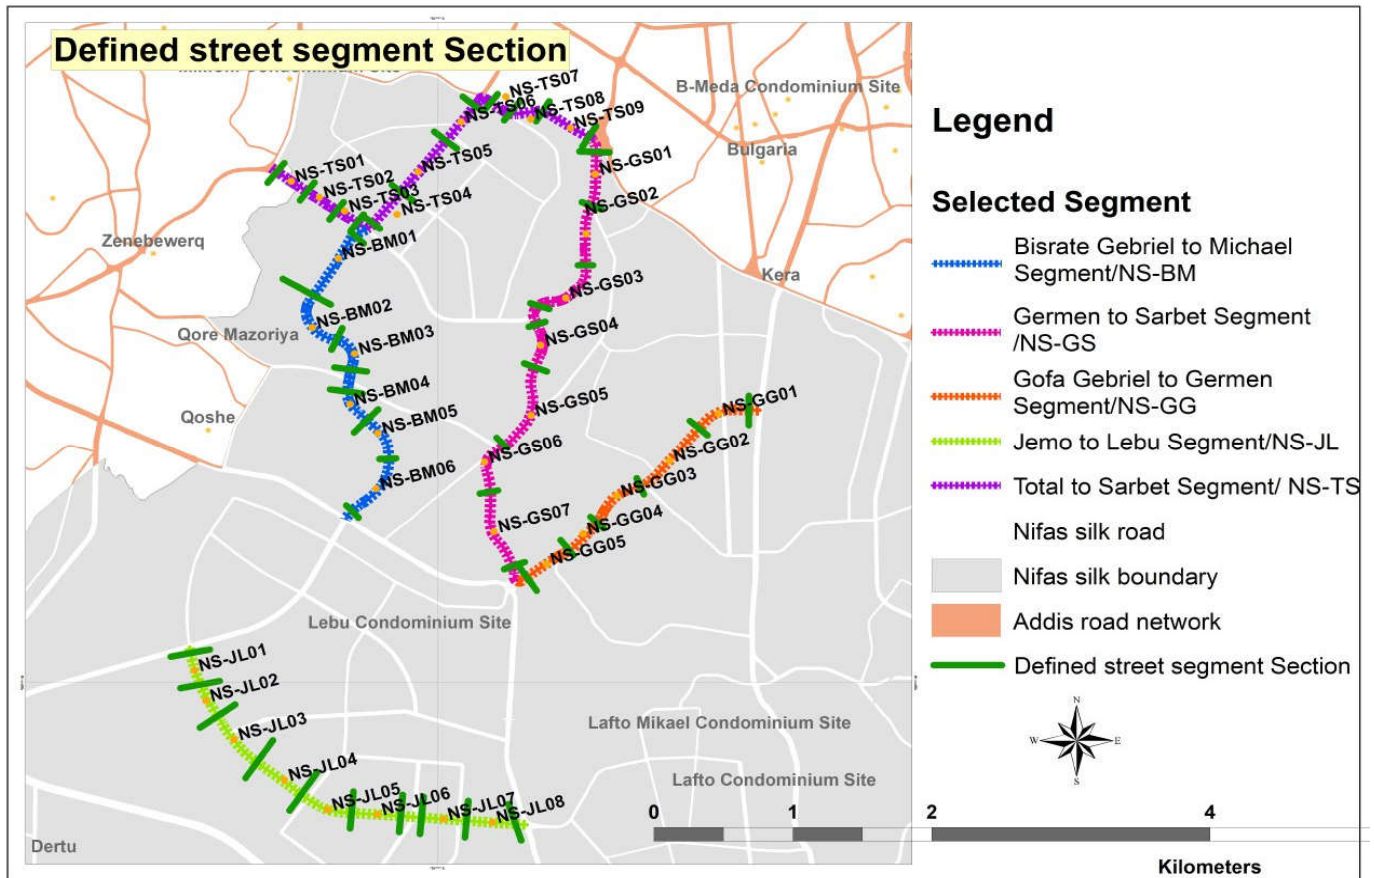 Defined street segment Section
NS-TS07
NS-TS06
NS-TS08
NS-TS09
B-Meda Condominium Site
Bulgaria
NS-TS01
NS-TS02
NS-TS03
NS-TS05
NS-TS04
NS-GS01
NS-GS02
Zenebewerq
NS-BM01
Kera
NS-GS03
NS-BM02
Qore Mazoriya
NS-BM03
NS-GS04
NS-BM04
Qoshe
NS-BM05
NS-GS05
NS-GG01
NS-GS06
NS-GG02
NS-BM06
NS-GG03
NS-GS07
NS-GG04
NS-GG05
Lebu Condominium Site
NS-JL01
NS-JL02
NS-JL03
Lafto Mikael Condominium Site
NS-JL04
Lafto Condominium Site
NS-JL05
NS-JL06
NS-JL07
NS-JL08
Dertu
Legend
Selected Segment
Bisrate Gebriel to Michael
Segment/NS-BM
Germen to Sarbet Segment
/NS-GS
Gofa Gebriel to Germen
Segment/NS-GG
Jemo to Lebu Segment/NS-JL
Total to Sarbet Segment/ NS-TS
Nifas silk road
Nifas silk boundary
Addis road network
Defined street segment Section
N
W E
S
0 1 2 4
Kilometers